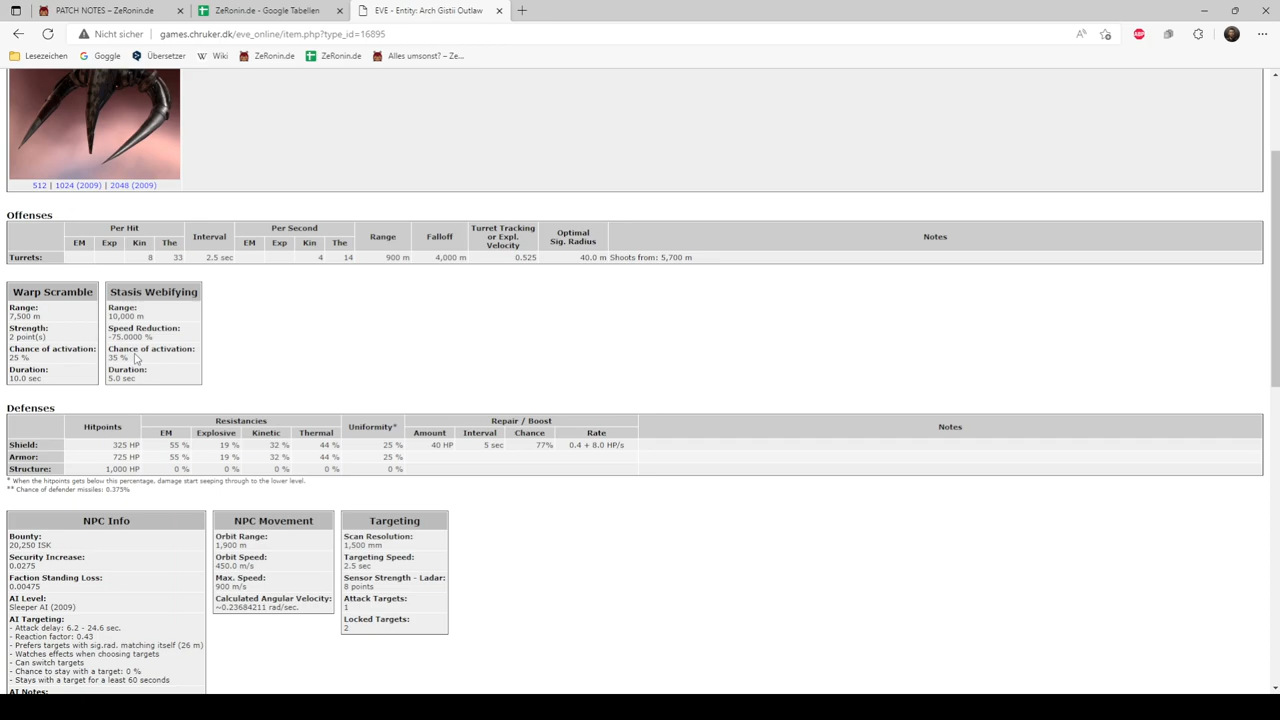 PATCH NOTES – ZeRonin.de
ZeRonin.de - Google Tabellen
EVE - Entity: Arch Gistii Outlaw
Nicht sicher | games.chruker.dk/eve_online/item.php?type_id=16895
Lesezeichen Goggle Übersetzer Wiki ZeRonin.de ZeRonin.de Alles umsonst? – Ze...
512 | 1024 (2009) | 2048 (2009)
Offenses
Per Hit Interval Per Second Range Falloff Turret Tracking or Expl. Velocity Optimal Sig. Radius Notes
EM Exp Kin The EM Exp Kin The
Turrets: 8 33 2.5 sec 4 14 900 m 4,000 m 0.525 40.0 m Shoots from: 5,700 m
Warp Scramble
Range:
7,500 m
Strength:
2 point(s)
Chance of activation:
25 %
Duration:
10.0 sec
Stasis Webifying
Range:
10,000 m
Speed Reduction:
-75.0000 %
Chance of activation:
35 %
Duration:
5.0 sec
Defenses
Hitpoints Resistancies Uniformity* Repair / Boost Notes
EM Explosive Kinetic Thermal Amount Interval Chance Rate
Shield: 325 HP 55 % 19 % 32 % 44 % 25 % 40 HP 5 sec 77% 0.4 + 8.0 HP/s
Armor: 725 HP 55 % 19 % 32 % 44 % 25 %
Structure: 1,000 HP 0 % 0 % 0 % 0 % 0 %
* When the hitpoints gets below this percentage, damage start seeping through to the lower level.
** Chance of defender missiles: 0.375%
NPC Info
Bounty:
20,250 ISK
Security Increase:
0.0275
Faction Standing Loss:
0.00475
AI Level:
Sleeper AI (2009)
AI Targeting:
- Attack delay: 6.2 - 24.6 sec.
- Reaction factor: 0.43
- Prefers targets with sig.rad. matching itself (26 m)
- Watches effects when choosing targets
- Can switch targets
- Chance to stay with a target: 0 %
- Stays with a target for a least 60 seconds
AI Notes:
NPC Movement
Orbit Range:
1,900 m
Orbit Speed:
450.0 m/s
Max. Speed:
900 m/s
Calculated Angular Velocity:
~0.23684211 rad/sec.
Targeting
Scan Resolution:
1,500 mm
Targeting Speed:
2.5 sec
Sensor Strength - Ladar:
8 points
Attack Targets:
1
Locked Targets:
2